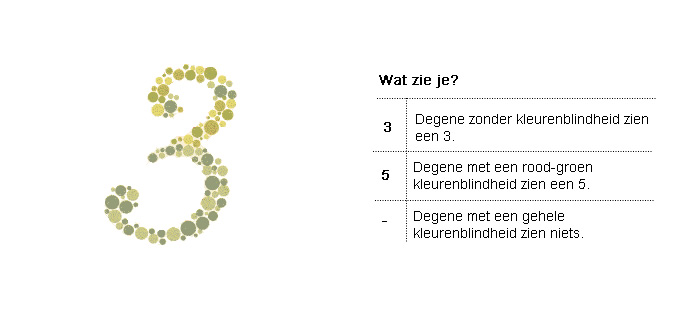 3
Wat zie je?
3
Degene zonder kleurenblindheid zien
een 3.
5
Degene met een rood-groen
kleurenblindheid zien een 5.
-
Degene met een gehele
kleurenblindheid zien niets.